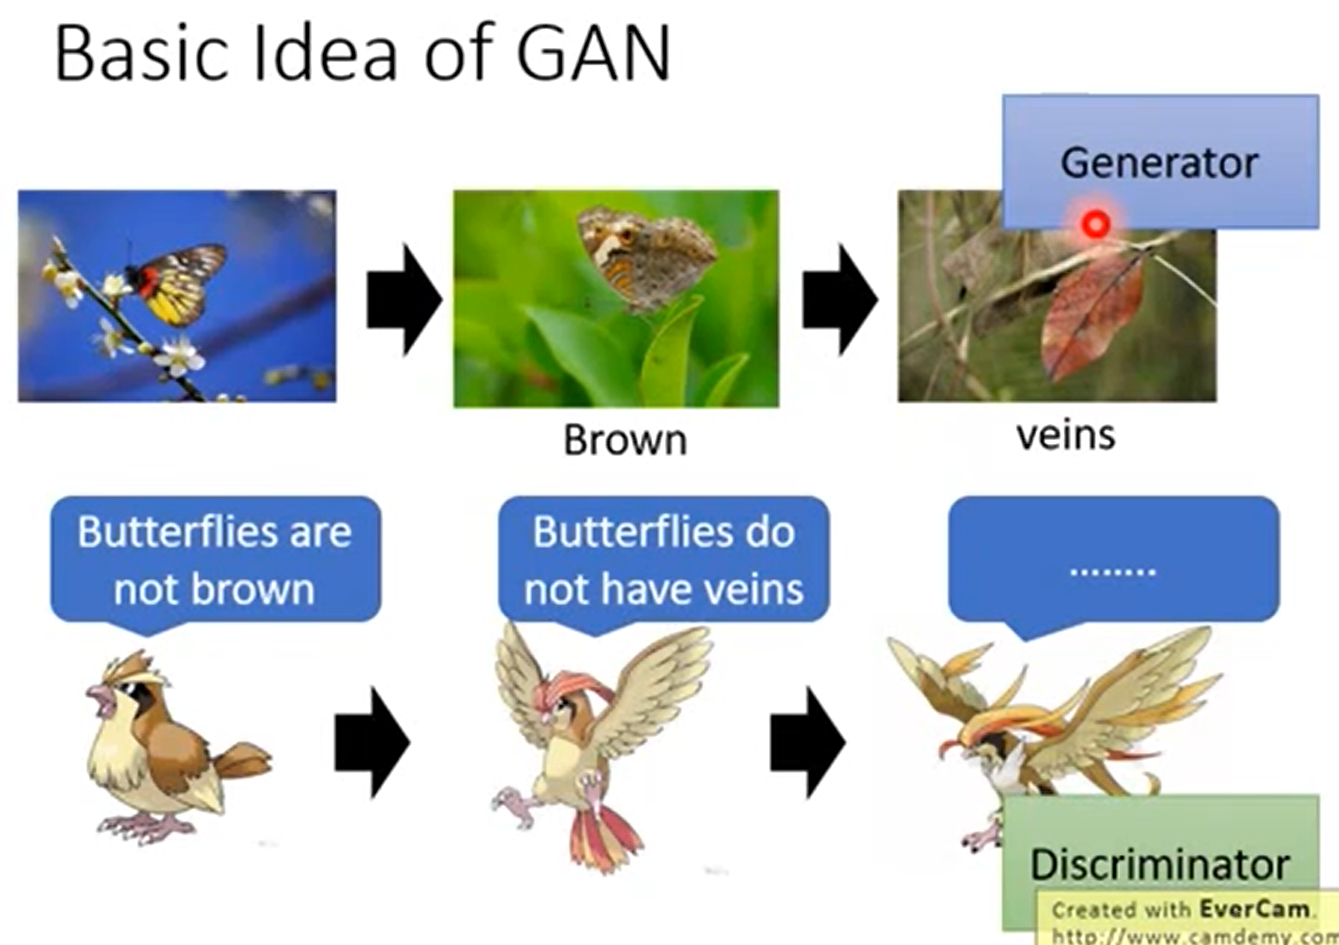 Basic Idea of GAN
Generator
Brown
veins
Butterflies are
not brown
Butterflies do
not have veins
........
Discriminator
Created with EverCam.
http://www.camdemy.com